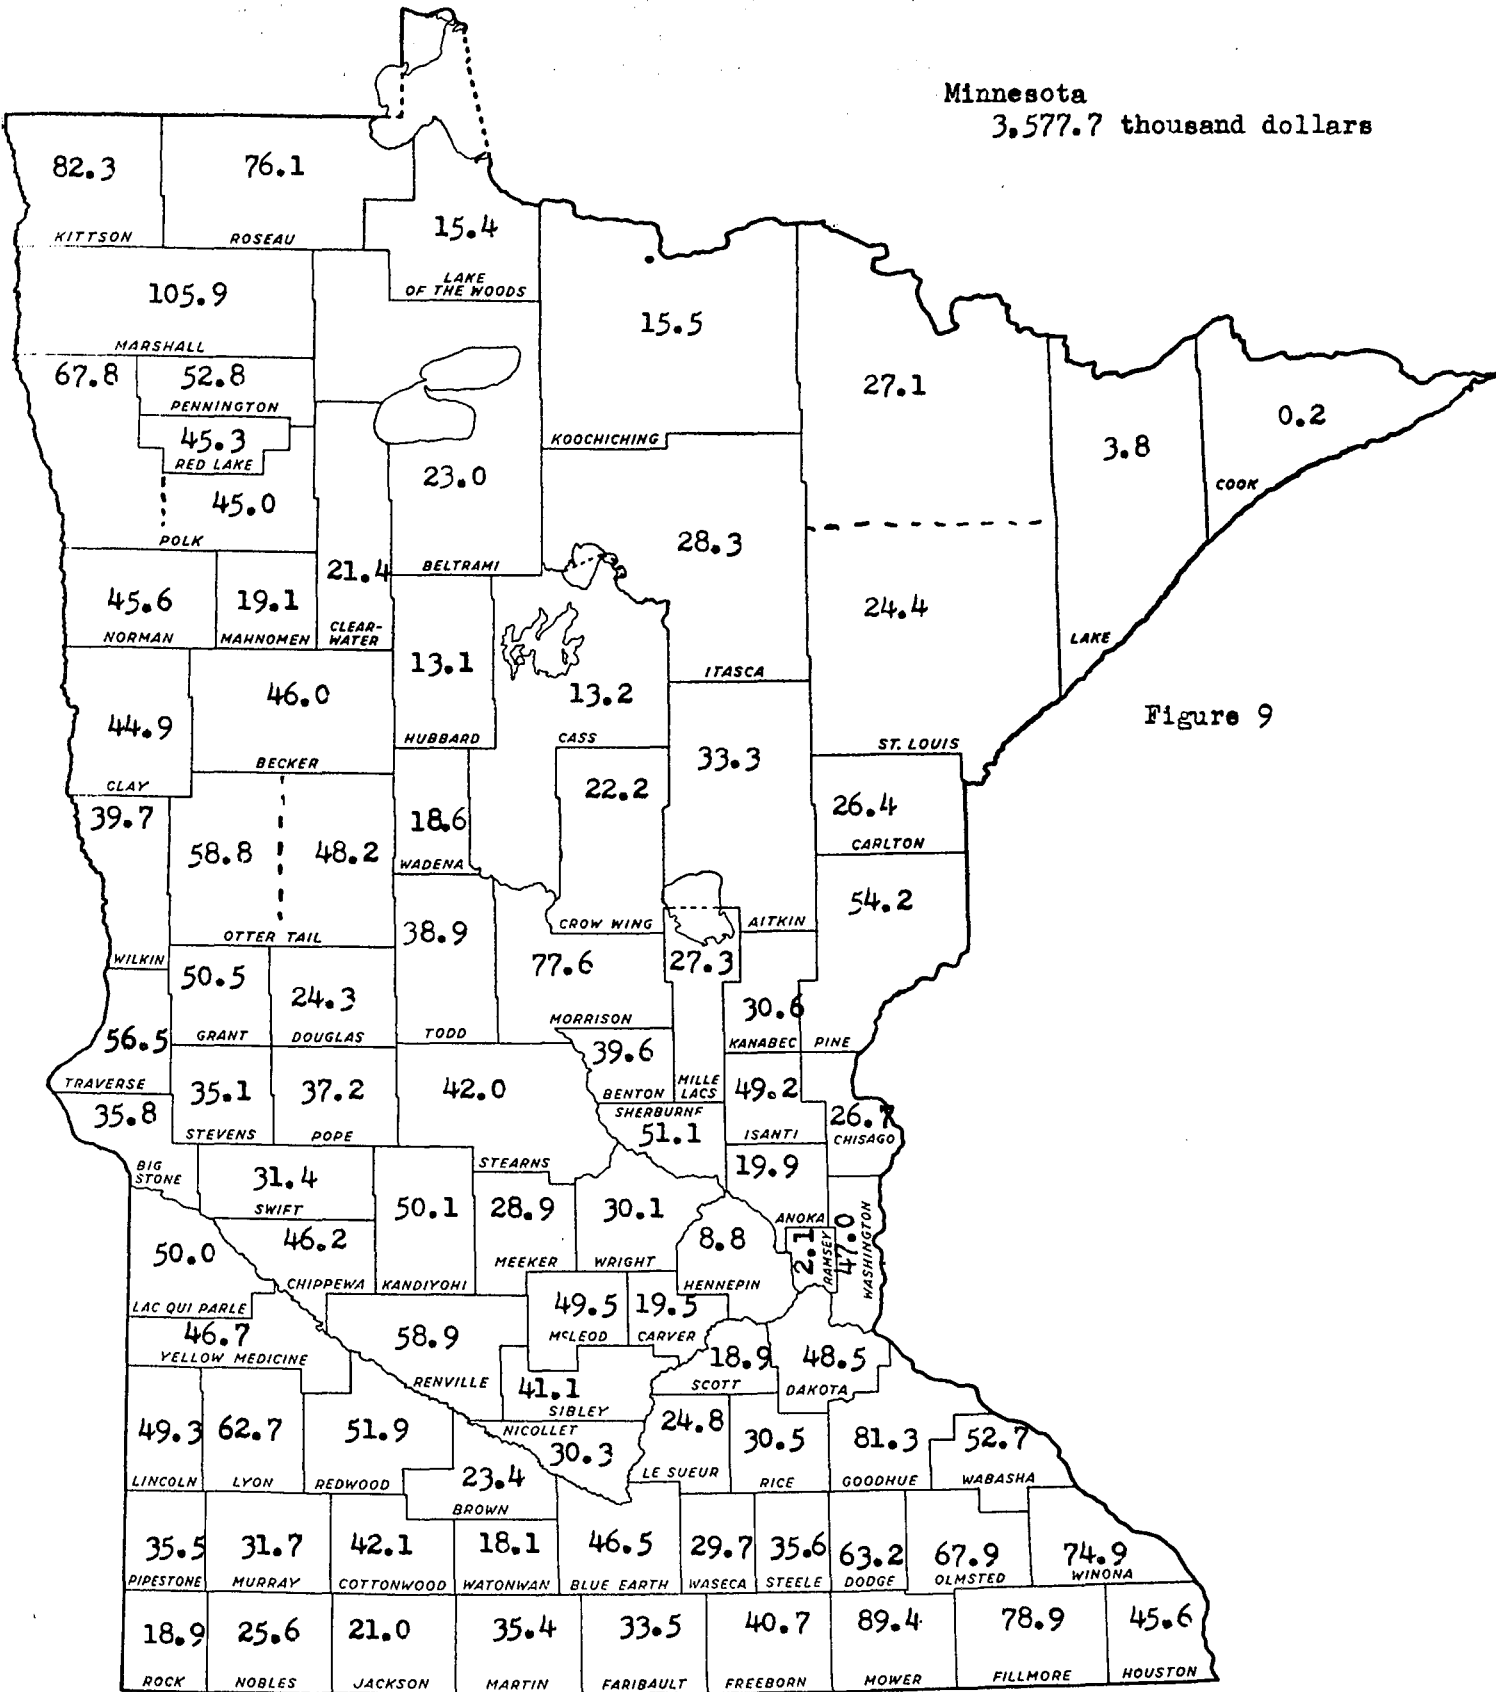 Minnesota
3,577.7 thousand dollars
82.3
KITTSON
76.1
ROSEAU
15.4
LAKE
OF THE WOODS
105.9
MARSHALL
15.5
KOOCHICHING
27.1
24.4
ST. LOUIS
3.8
LAKE
0.2
COOK
67.8
52.8
PENNINGTON
45.3
RED LAKE
45.0
POLK
23.0
BELTRAMI
28.3
ITASCA
45.6
NORMAN
19.1
MAHNOMEN
21.4
CLEAR-
WATER
13.1
HUBBARD
13.2
CASS
Figure 9
44.9
CLAY
46.0
BECKER
33.3
AITKIN
39.7
WILKIN
58.8
48.2
OTTER TAIL
18.6
WADENA
22.2
CROW WING
26.4
CARLTON
54.2
PINE
50.5
GRANT
24.3
DOUGLAS
38.9
TODD
77.6
MORRISON
27.3
MILLE
LACS
30.6
KANABEC
56.5
TRAVERSE
35.1
STEVENS
37.2
POPE
42.0
STEARNS
39.6
BENTON
49.2
ISANTI
26.7
CHISAGO
35.8
BIG
STONE
SHERBURNE
51.1
19.9
ANOKA
31.4
SWIFT
50.1
KANDIYOHI
28.9
MEEKER
30.1
WRIGHT
8.8
HENNEPIN
2.1
RAMSEY
47.0
WASHINGTON
50.0
LAC QUI PARLE
46.2
CHIPPEWA
46.7
YELLOW MEDICINE
58.9
RENVILLE
49.5
McLEOD
19.5
CARVER
18.9
SCOTT
48.5
DAKOTA
41.1
SIBLEY
49.3
LINCOLN
62.7
LYON
51.9
REDWOOD
23.4
BROWN
NICOLLET
30.3
24.8
LE SUEUR
30.5
RICE
81.3
GOODHUE
52.7
WABASHA
35.5
PIPESTONE
31.7
MURRAY
42.1
COTTONWOOD
18.1
WATONWAN
46.5
BLUE EARTH
29.7
WASECA
35.6
STEELE
63.2
DODGE
67.9
OLMSTED
74.9
WINONA
18.9
ROCK
25.6
NOBLES
21.0
JACKSON
35.4
MARTIN
33.5
FARIBAULT
40.7
FREEBORN
89.4
MOWER
78.9
FILLMORE
45.6
HOUSTON